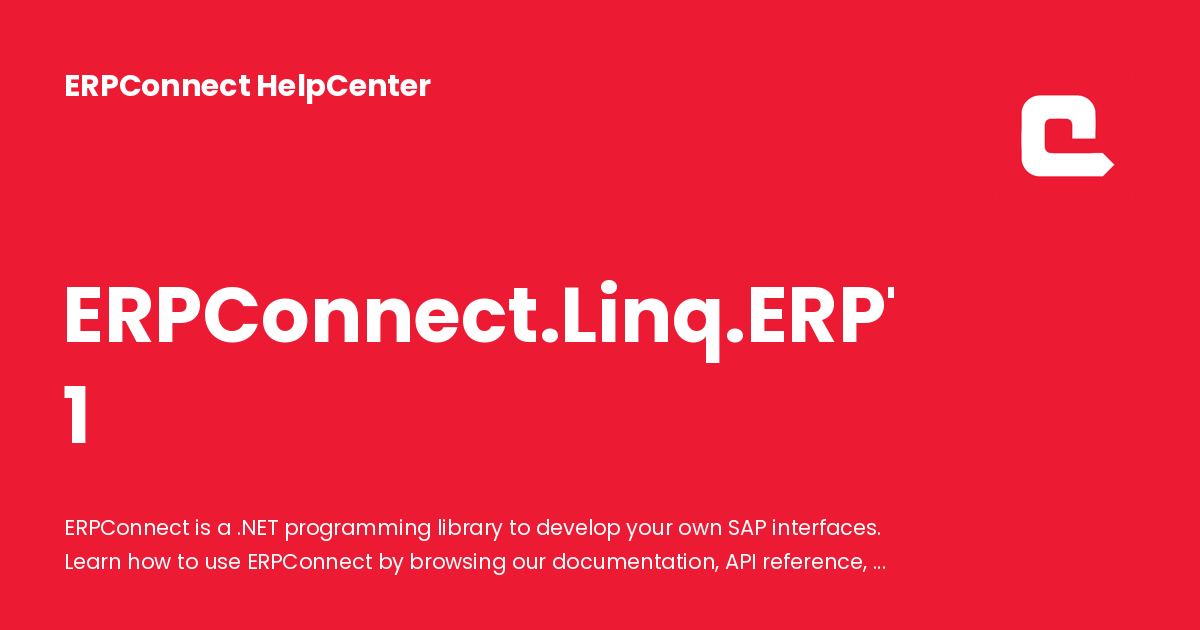 ERPConnect HelpCenter
ERPConnect.Linq.ERP'
1
ERPConnect is a .NET programming library to develop your own SAP interfaces.
Learn how to use ERPConnect by browsing our documentation, API reference, ...